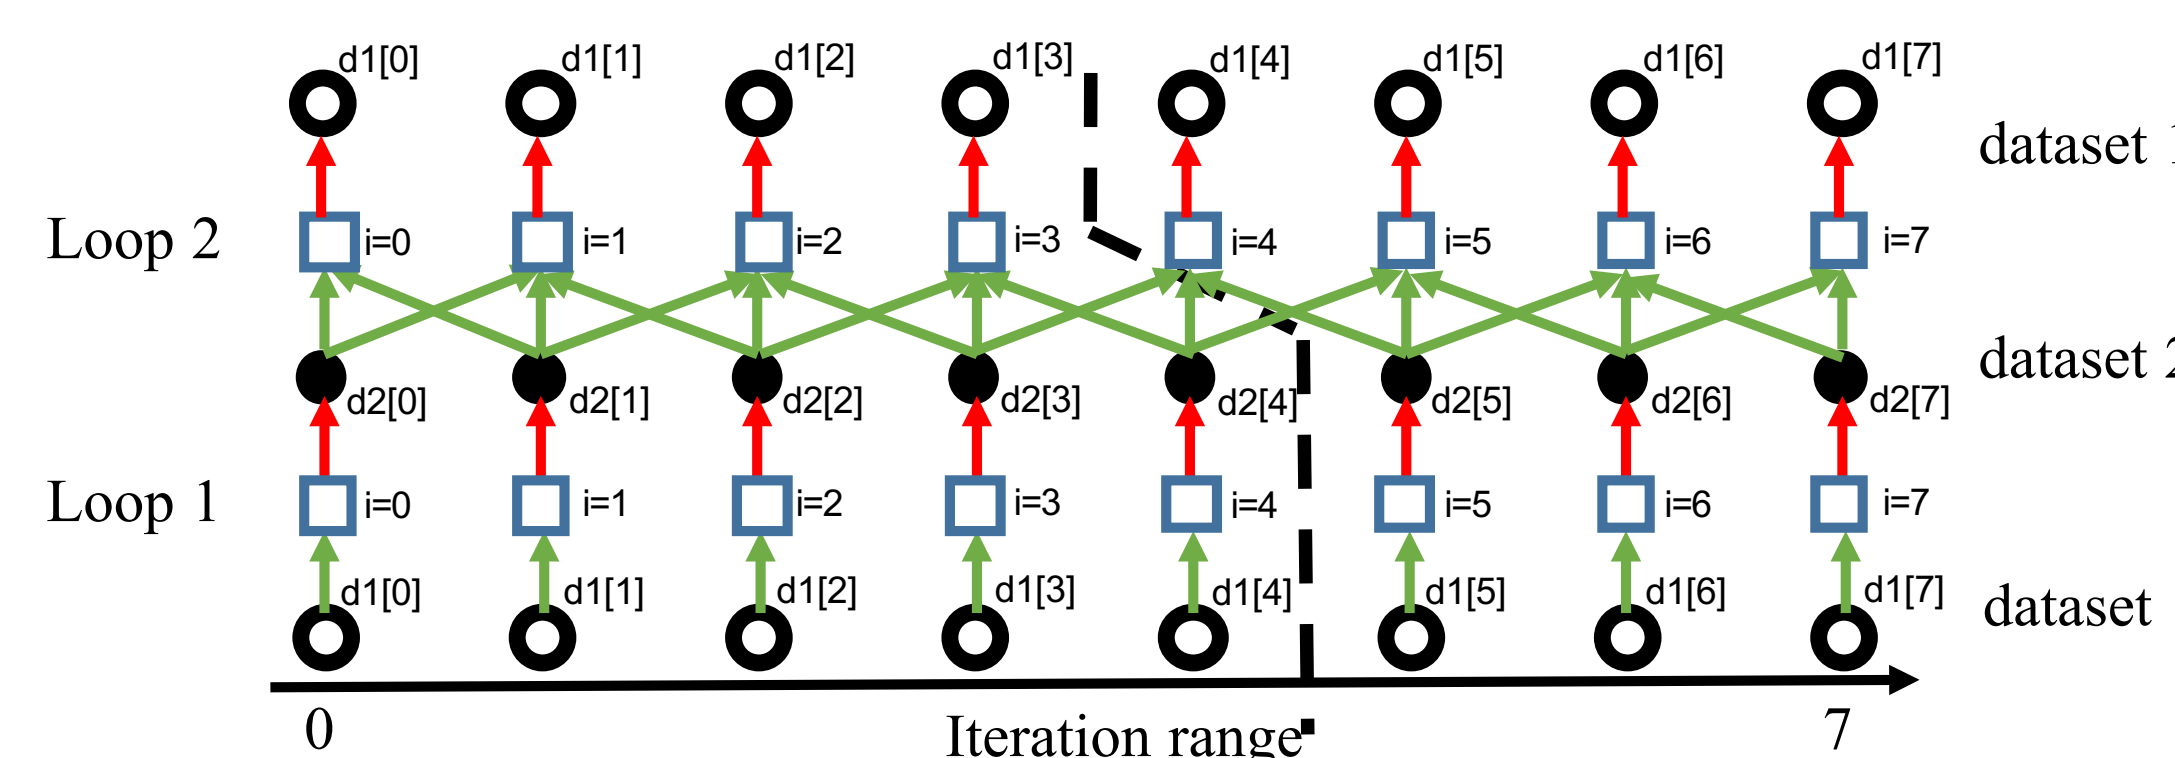 d1[0] d1[1] d1[2] d1[3] d1[4] d1[5] d1[6] d1[7]
dataset 1
Loop 2 i=0 i=1 i=2 i=3 i=4 i=5 i=6 i=7
dataset 2
d2[0] d2[1] d2[2] d2[3] d2[4] d2[5] d2[6] d2[7]
Loop 1 i=0 i=1 i=2 i=3 i=4 i=5 i=6 i=7
d1[0] d1[1] d1[2] d1[3] d1[4] d1[5] d1[6] d1[7]
dataset
0 Iteration range 7